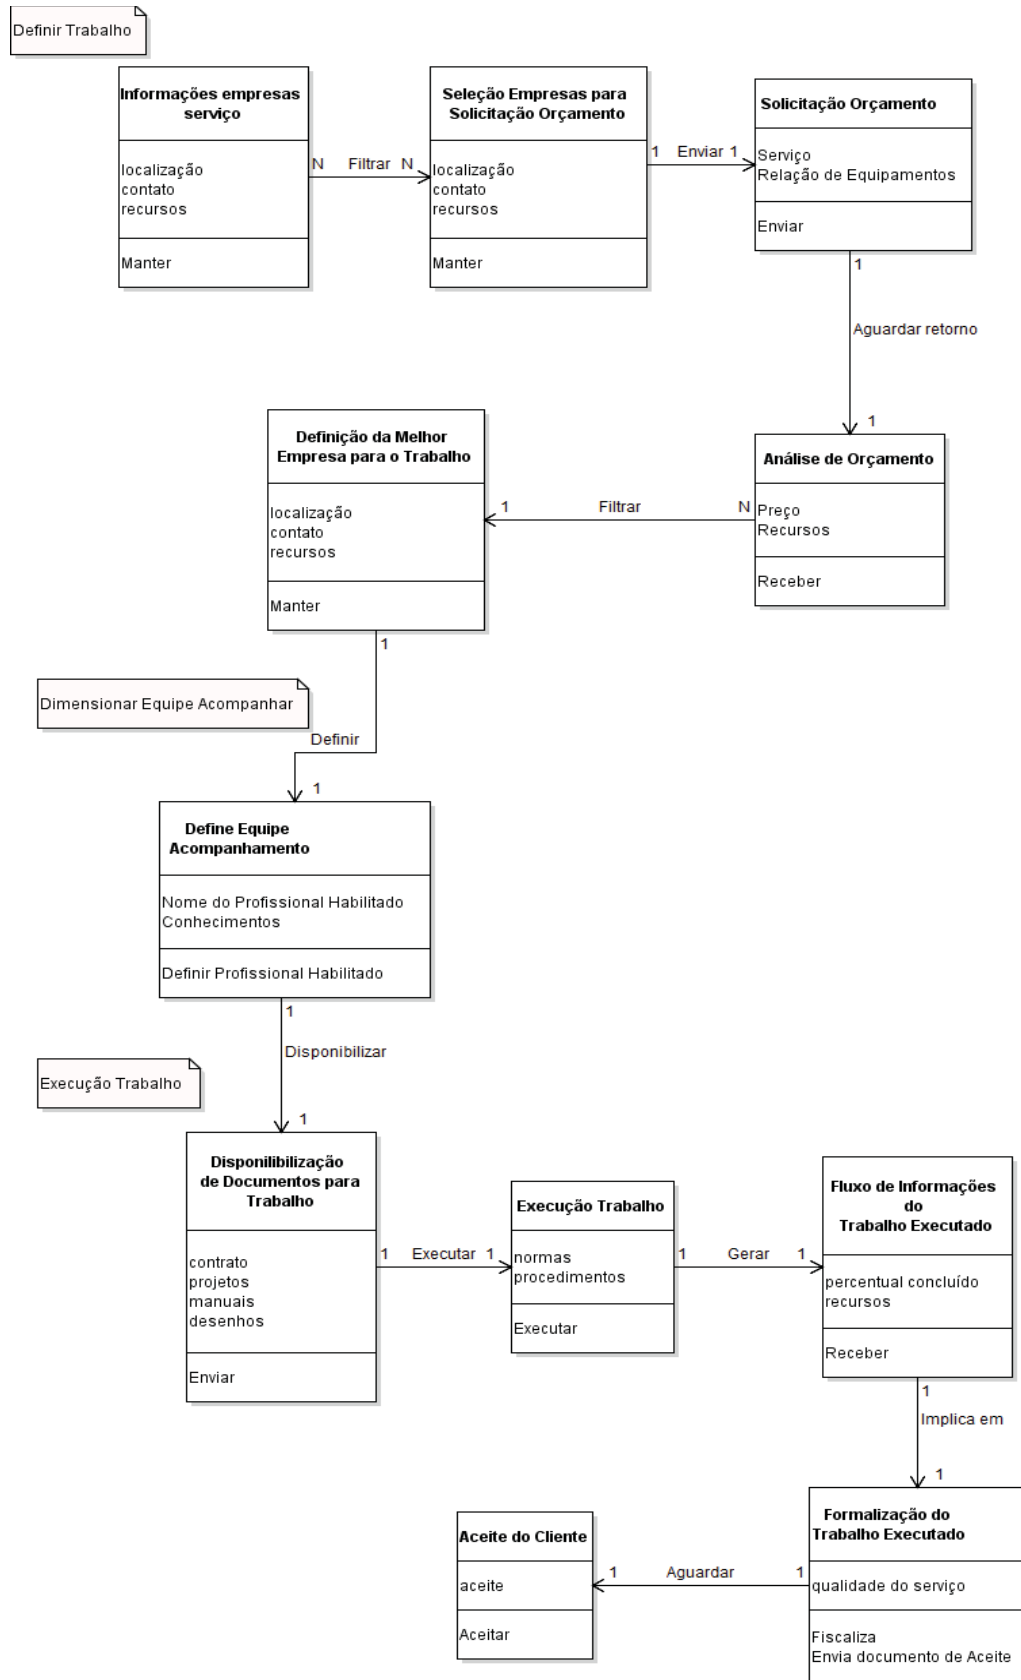 Definir Trabalho
Informações empresas
serviço
localização
contato
recursos
Manter
N Filtrar N
Seleção Empresas para
Solicitação Orçamento
localização
contato
recursos
Manter
1 Enviar 1
Solicitação Orçamento
Serviço
Relação de Equipamentos
Enviar
1
Aguardar retorno
1
Análise de Orçamento
Preço
Recursos
Receber
1 Filtrar N
Definição da Melhor
Empresa para o Trabalho
localização
contato
recursos
Manter
1
Dimensionar Equipe Acompanhar
Definir
1
Define Equipe
Acompanhamento
Nome do Profissional Habilitado
Conhecimentos
Definir Profissional Habilitado
1
Disponibilizar
Execução Trabalho
1
Disponilibilização
de Documentos para
Trabalho
contrato
projetos
manuais
desenhos
Enviar
1 Executar 1
Execução Trabalho
normas
procedimentos
Executar
1 Gerar 1
Fluxo de Informações
do
Trabalho Executado
percentual concluído
recursos
Receber
1
Implica em
1
Formalização do
Trabalho Executado
qualidade do serviço
Fiscaliza
Envia documento de Aceite
1 Aguardar 1
Aceite do Cliente
aceite
Aceitar